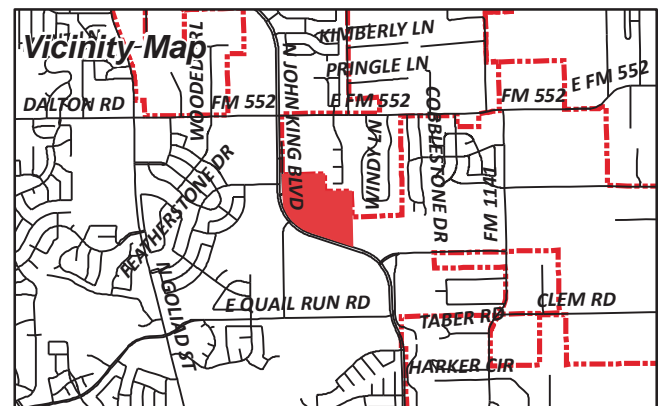 Vicinity Map
KIMBERLY LN
PRINGLE LN
WOODED TRL
N JOHN KING BLVD
E FM 552
DALTON RD
FM 552
E FM 552
FM 552
WINDY LN
COBBLESTONE DR
FM 1141
FEATHERSTONE DR
N GOLIAD ST
E QUAIL RUN RD
TABER RD
CLEM RD
HARKER CIR